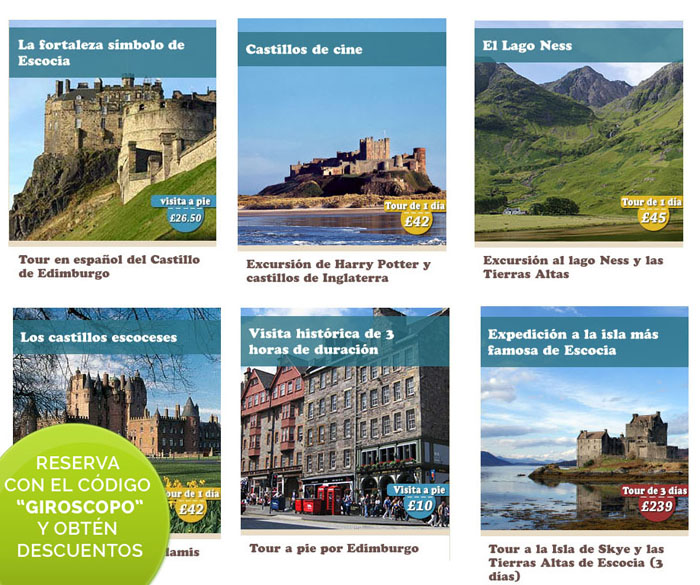 La fortaleza símbolo de
Escocia
visita a pie
£26.50
Tour en español del Castillo
de Edimburgo
Castillos de cine
Tour de 1 día
£42
Excursión de Harry Potter y
castillos de Inglaterra
El Lago Ness
Tour de 1 día
£45
Excursión al lago Ness y las
Tierras Altas
Los castillos escoceses
our de 1 día
£42
lamis
Visita histórica de 3
horas de duración
Visita a pie
£10
Tour a pie por Edimburgo
Expedición a la isla más
famosa de Escocia
Tour de 3 días
£239
Tour a la Isla de Skye y las
Tierras Altas de Escocia (3
días)
RESERVA
CON EL CÓDIGO
“GIROSCOPO”
Y OBTÉN
DESCUENTOS